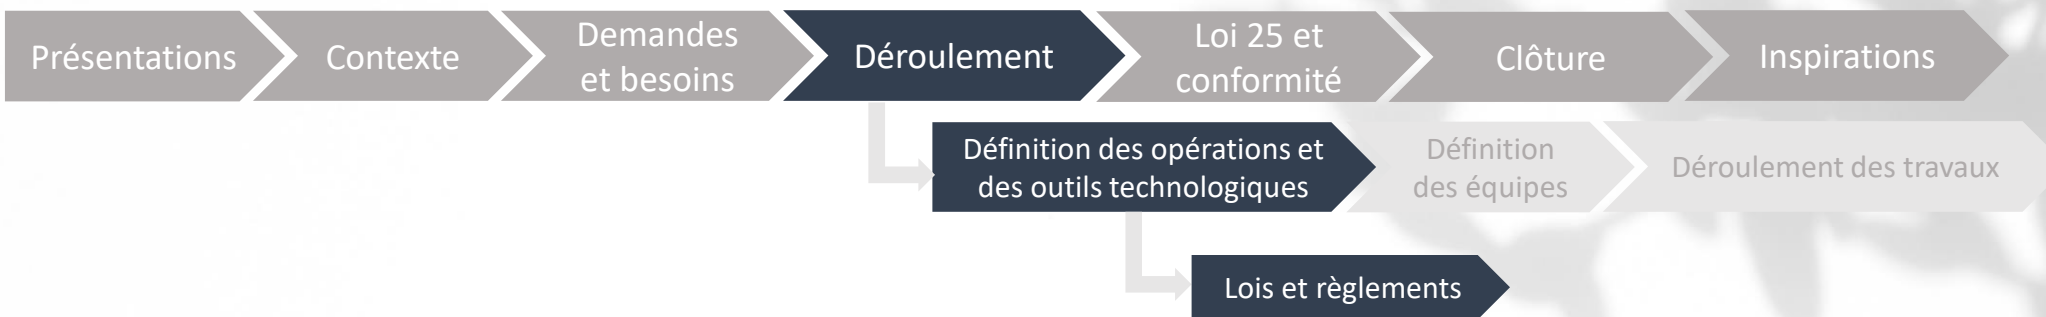 Présentations
Contexte
Demandes
et besoins
Déroulement
Loi 25 et
conformité
Clôture
Inspirations
Définition des opérations et
des outils technologiques
Définition
des équipes
Déroulement des travaux
Lois et règlements